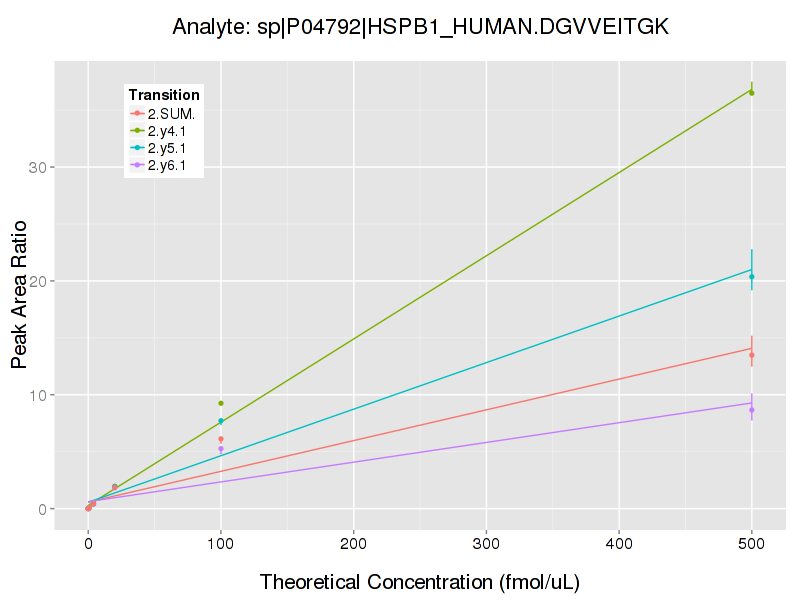 Analyte: sp|P04792|HSPB1_HUMAN.DGVVEITGK
Transition
2.SUM.
2.y4.1
2.y5.1
2.y6.1
Peak Area Ratio
30
20
10
0
0 100 200 300 400 500
Theoretical Concentration (fmol/uL)